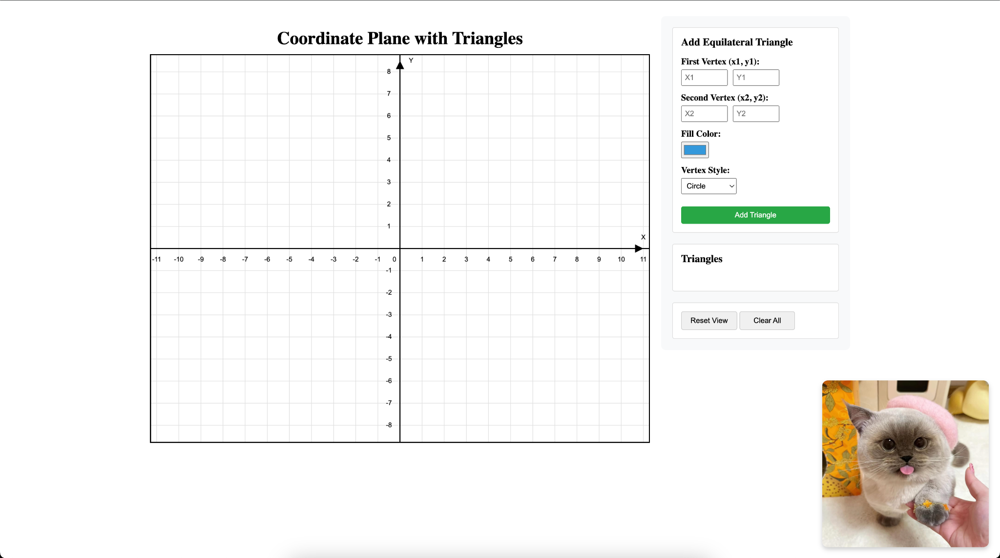 Coordinate Plane with Triangles
Y
8
7
6
5
4
3
2
1
X
-11 -10 -9 -8 -7 -6 -5 -4 -3 -2 -1 0 1 2 3 4 5 6 7 8 9 10 11
-1
-2
-3
-4
-5
-6
-7
-8
Add Equilateral Triangle
First Vertex (x1, y1):
X1 Y1
Second Vertex (x2, y2):
X2 Y2
Fill Color:
Vertex Style:
Circle
Add Triangle
Triangles
Reset View Clear All